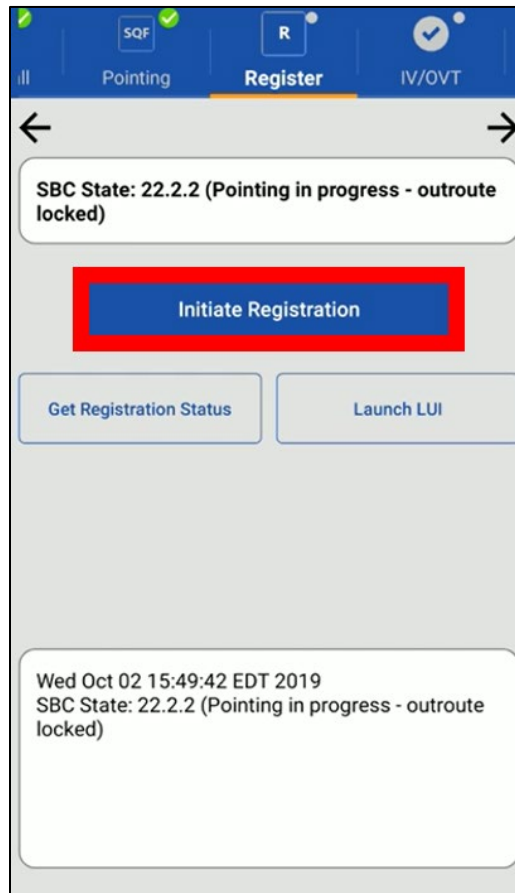 SQF
R
ll
Pointing
Register
IV/OVT
SBC State: 22.2.2 (Pointing in progress - outroute
locked)
Initiate Registration
Get Registration Status
Launch LUI
Wed Oct 02 15:49:42 EDT 2019
SBC State: 22.2.2 (Pointing in progress - outroute
locked)